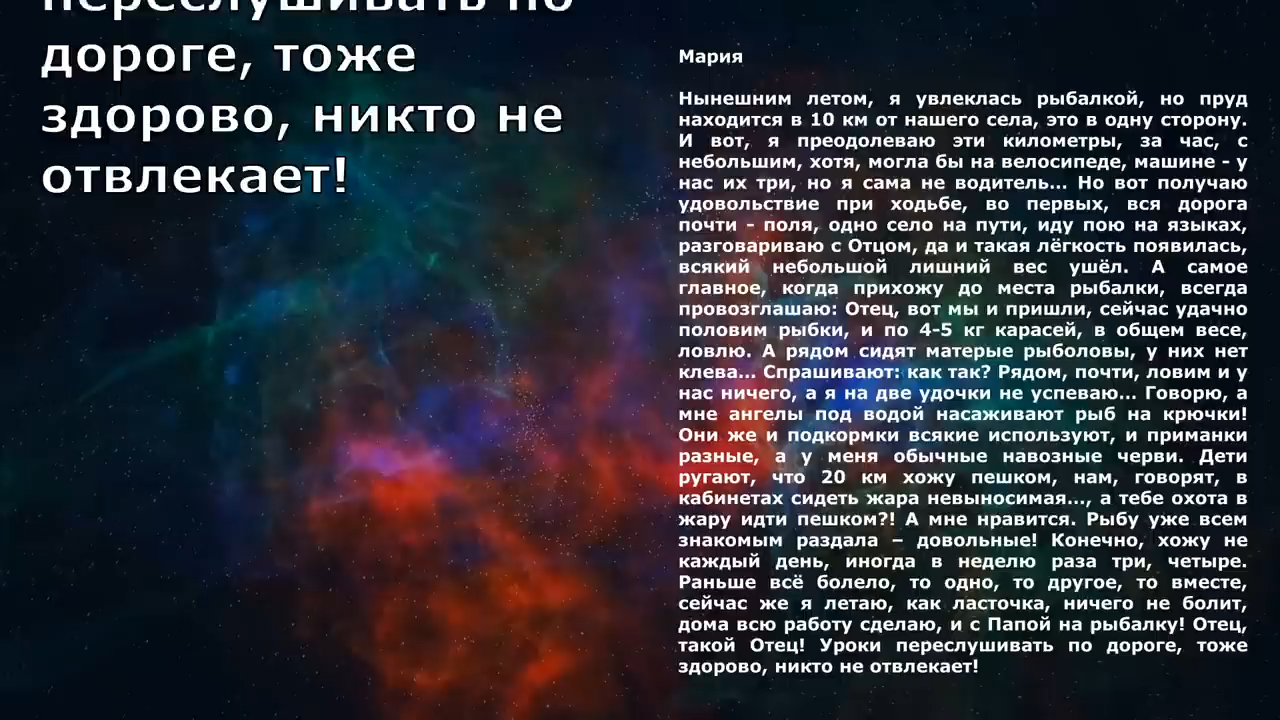 переслушивать по
дороге, тоже
здорово, никто не
отвлекает!
Мария
Нынешним летом, я увлеклась рыбалкой, но пруд
находится в 10 км от нашего села, это в одну сторону.
И вот, я преодолеваю эти километры, за час, с
небольшим, хотя, могла бы на велосипеде, машине - у
нас их три, но я сама не водитель... Но вот получаю
удовольствие при ходьбе, во первых, вся дорога
почти - поля, одно село на пути, иду пою на языках,
разговариваю с Отцом, да и такая лёгкость появилась,
всякий небольшой лишний вес ушёл. А самое
главное, когда прихожу до места рыбалки, всегда
провозглашаю: Отец, вот мы и пришли, сейчас удачно
половим рыбки, и по 4-5 кг карасей, в общем весе,
ловлю. А рядом сидят матерые рыболовы, у них нет
клева... Спрашивают: как так? Рядом, почти, ловим и у
нас ничего, а я на две удочки не успеваю... Говорю, а
мне ангелы под водой насаживают рыб на крючки!
Они же и подкормки всякие используют, и приманки
разные, а у меня обычные навозные черви. Дети
ругают, что 20 км хожу пешком, нам, говорят, в
кабинетах сидеть жара невыносимая..., а тебе охота в
жару идти пешком?! А мне нравится. Рыбу уже всем
знакомым раздала – довольные! Конечно, хожу не
каждый день, иногда в неделю раза три, четыре.
Раньше всё болело, то одно, то другое, то вместе,
сейчас же я летаю, как ласточка, ничего не болит,
дома всю работу сделаю, и с Папой на рыбалку! Отец,
такой Отец! Уроки переслушивать по дороге, тоже
здорово, никто не отвлекает!